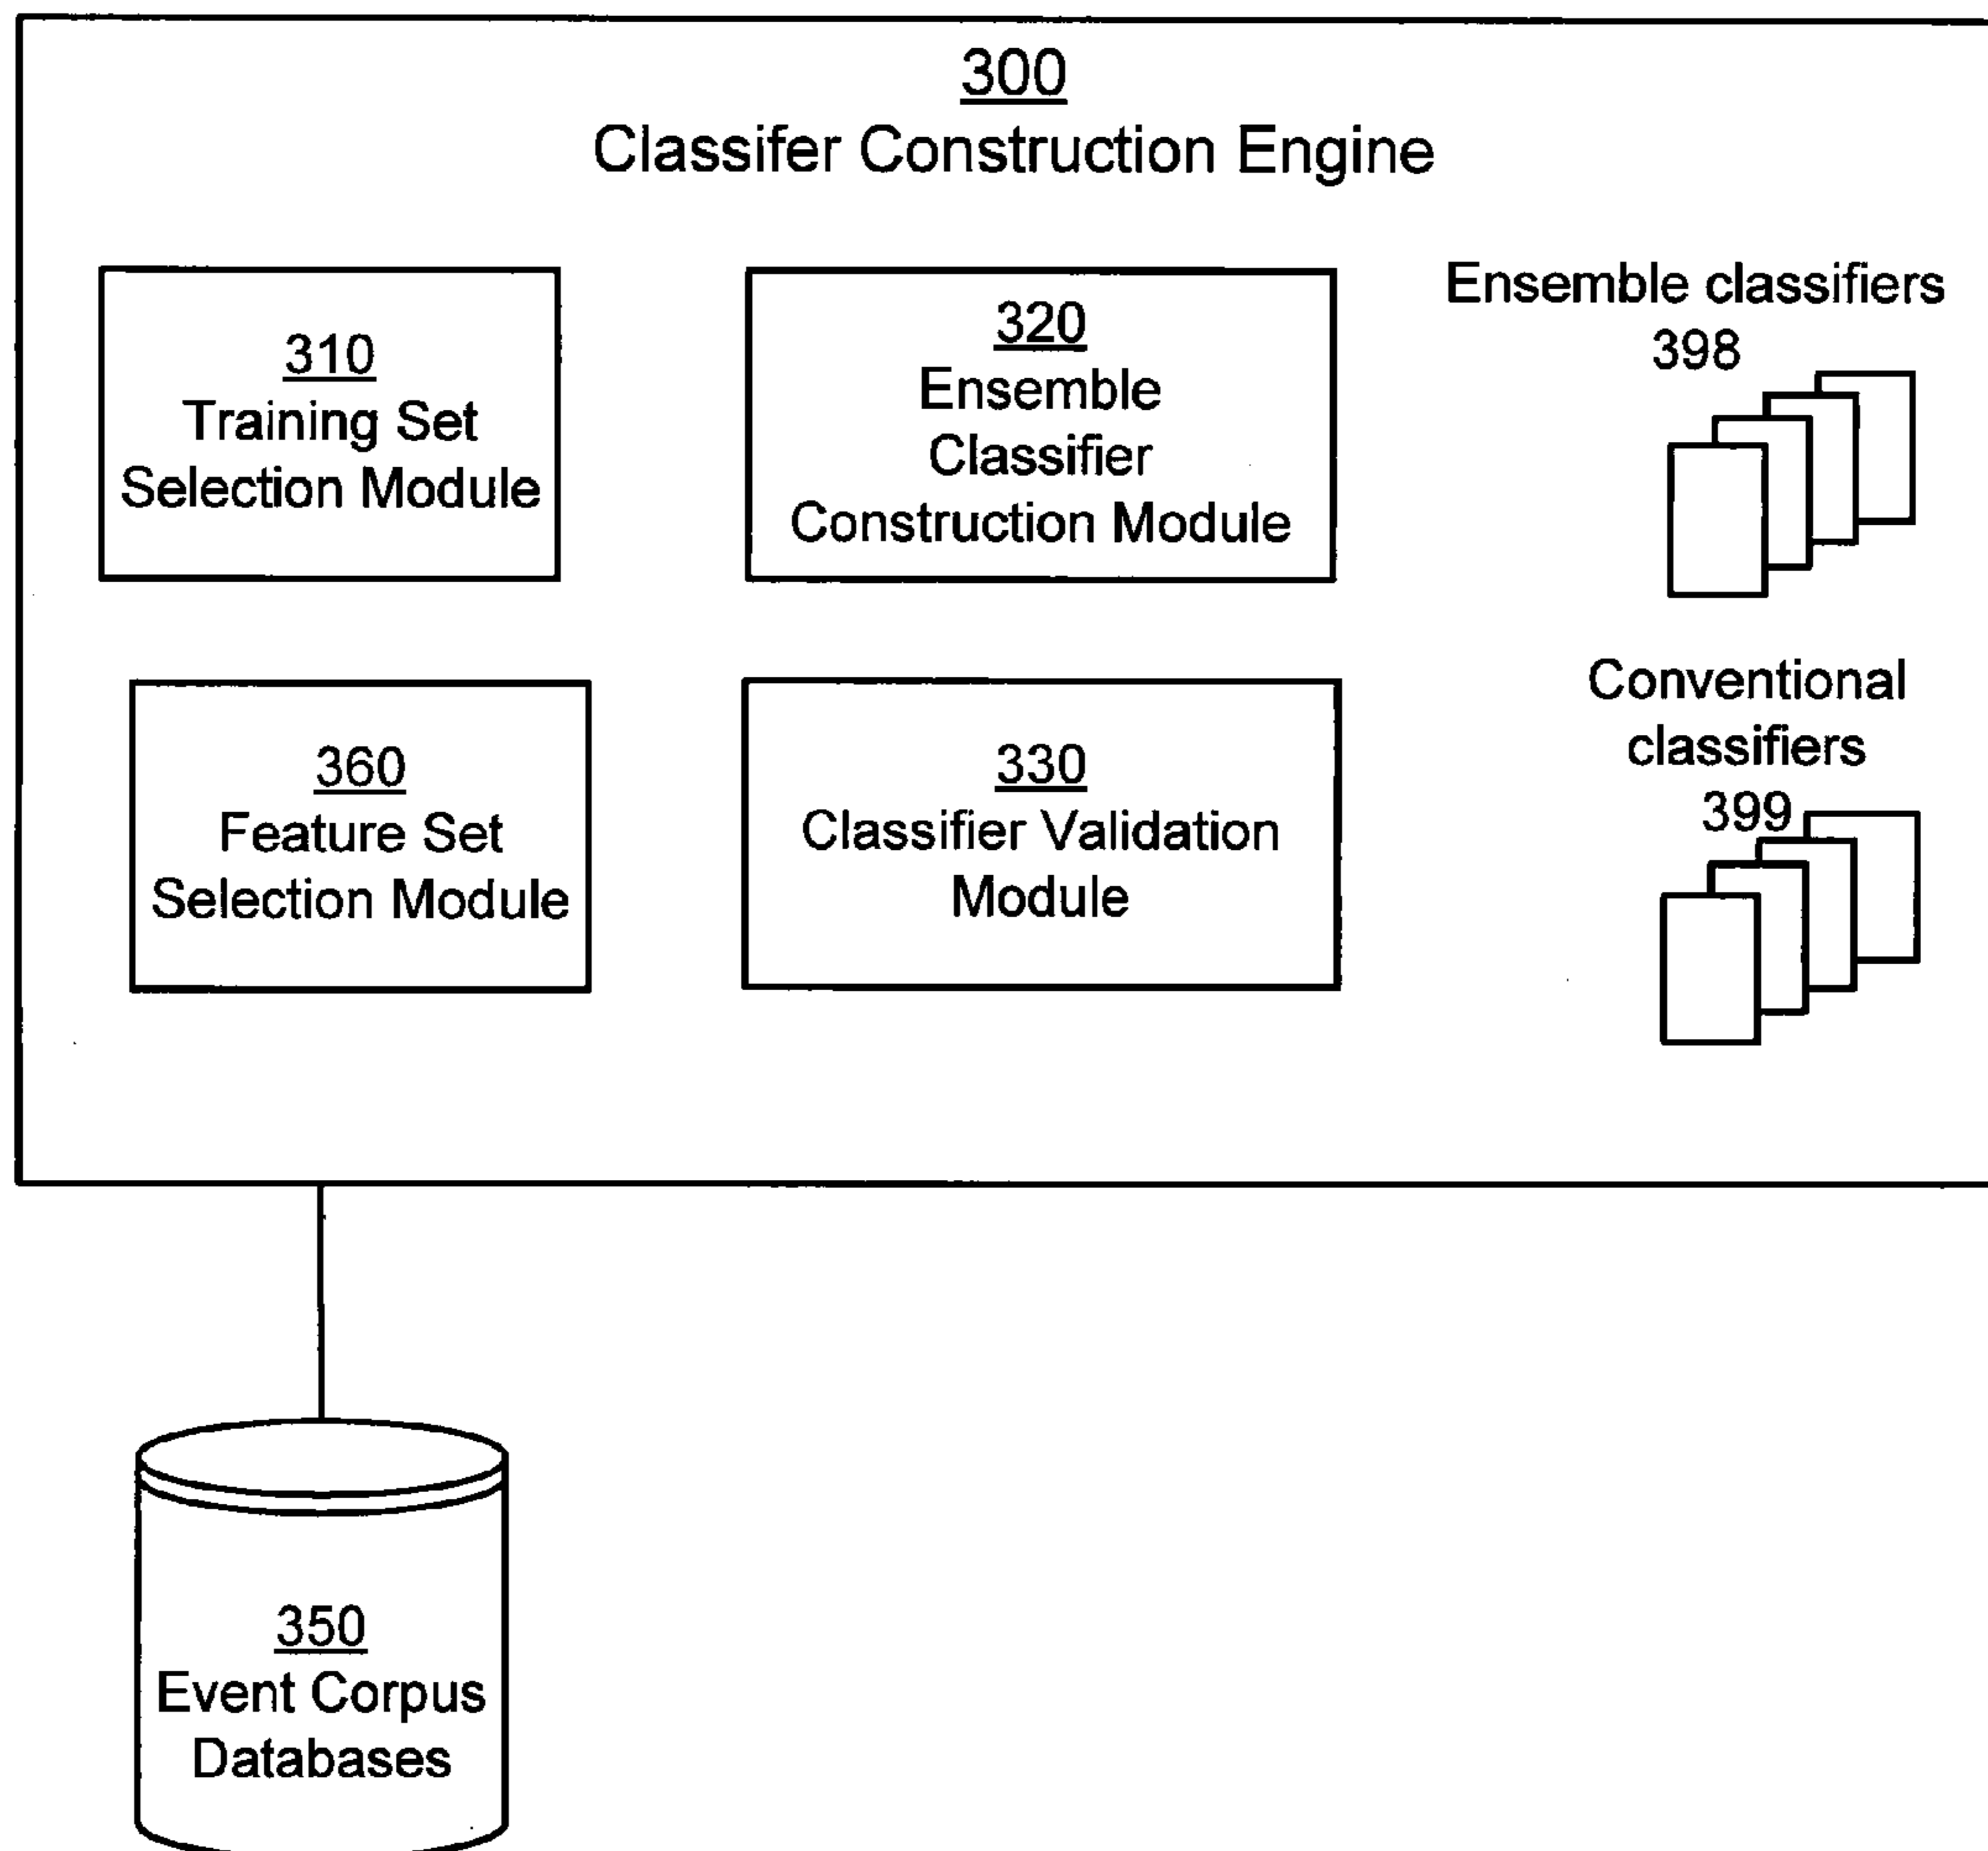 300
Classifer Construction Engine
310
Training Set
Selection Module
320
Ensemble
Classifier
Construction Module
Ensemble classifiers
398
360
Feature Set
Selection Module
330
Classifier Validation
Module
Conventional
classifiers
399
350
Event Corpus
Databases